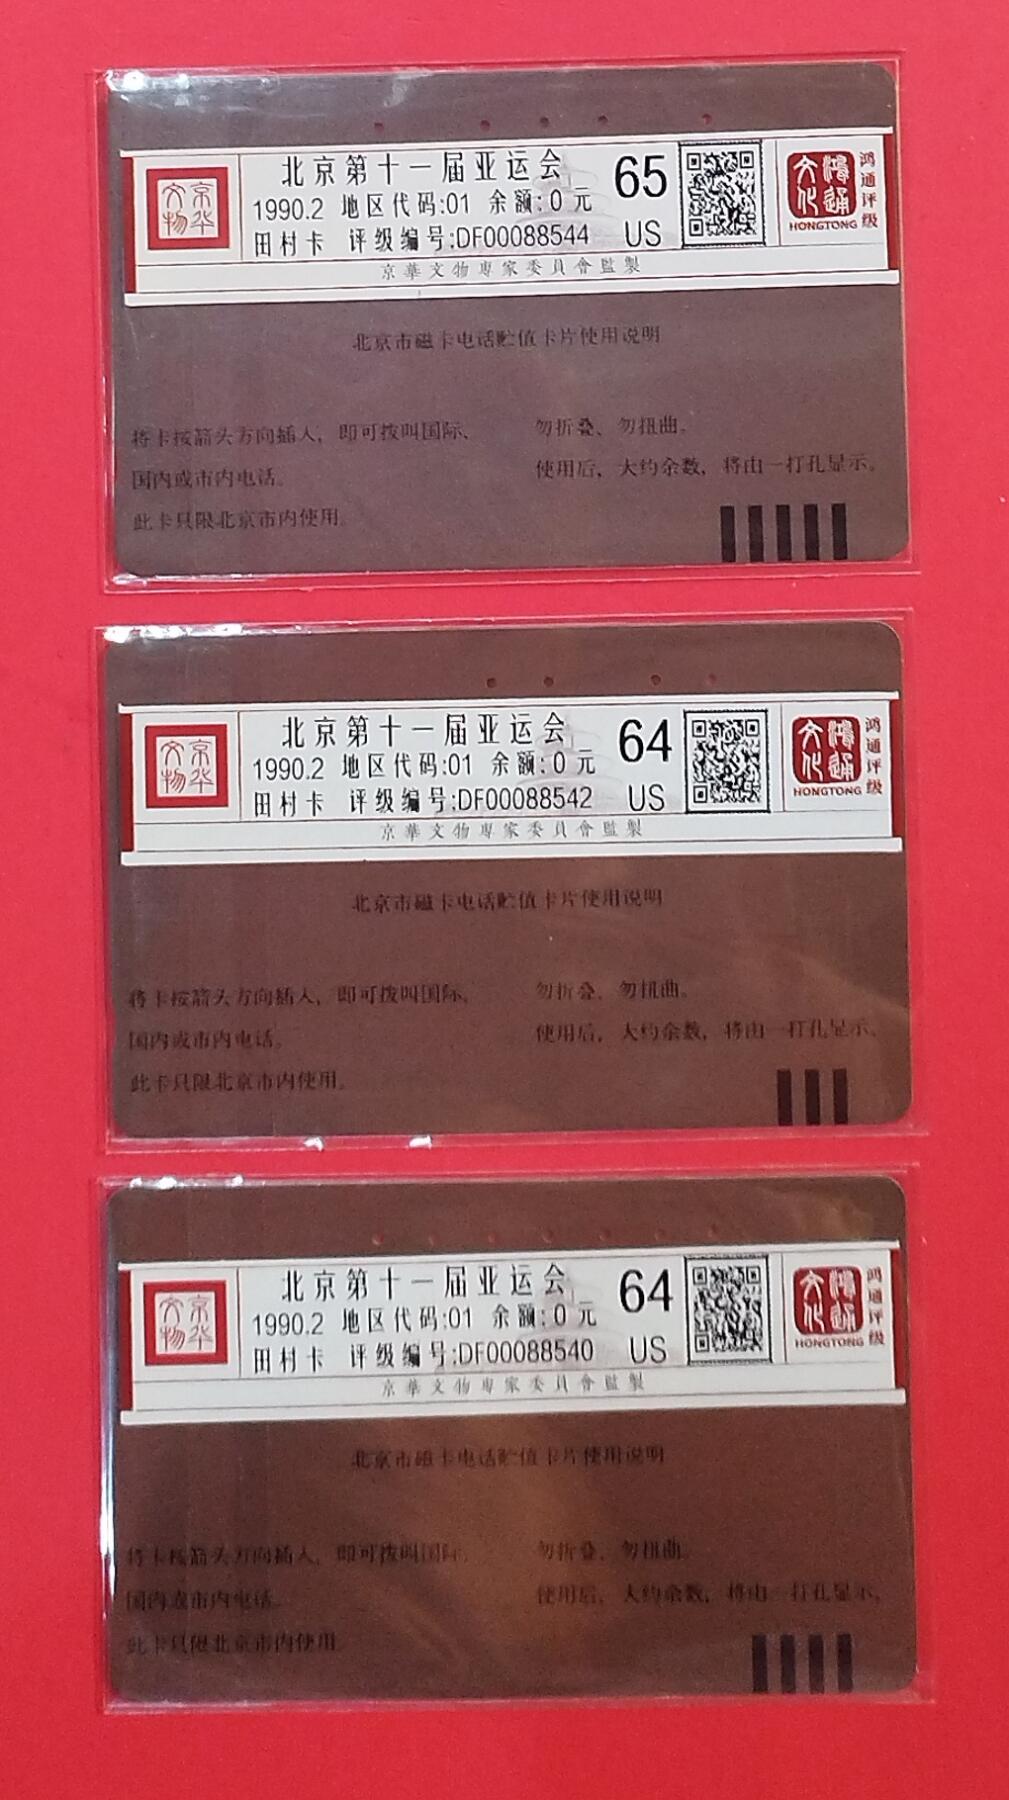 京华
文物
北京第十一届亚运会
1990.2 地区代码:01 余额:0元
田村卡 评级编号:DF00088544
65
US
鸿通
文化
HONGTONG
鸿通评级
京華文物專家委員會監製
北京市磁卡电话贮值卡片使用说明
将卡按箭头方向插人，即可拨叫国际、
国内或市内电话。
此卡只限北京市内使用。
勿折叠、勿扭曲。
使用后，大约余数，将由一打孔显示。
京华
文物
北京第十一届亚运会
1990.2 地区代码:01 余额:0元
田村卡 评级编号:DF00088542
64
US
鸿通
文化
HONGTONG
鸿通评级
京華文物專家委員會監製
北京市磁卡电话贮值卡片使用说明
将卡按箭头方向插人，即可拨叫国际、
国内或市内电话。
此卡只限北京市内使用。
勿折叠、勿扭曲。
使用后，大约余数，将由一打孔显示。
京华
文物
北京第十一届亚运会
1990.2 地区代码:01 余额:0元
田村卡 评级编号:DF00088540
64
US
鸿通
文化
HONGTONG
鸿通评级
京華文物專家委員會監製
北京市磁卡电话贮值卡片使用说明
将卡按箭头方向插人，即可拨叫国际、
国内或市内电话。
此卡只限北京市内使用
勿折叠、勿扭曲。
使用后，大约余数，将由一打孔显示。